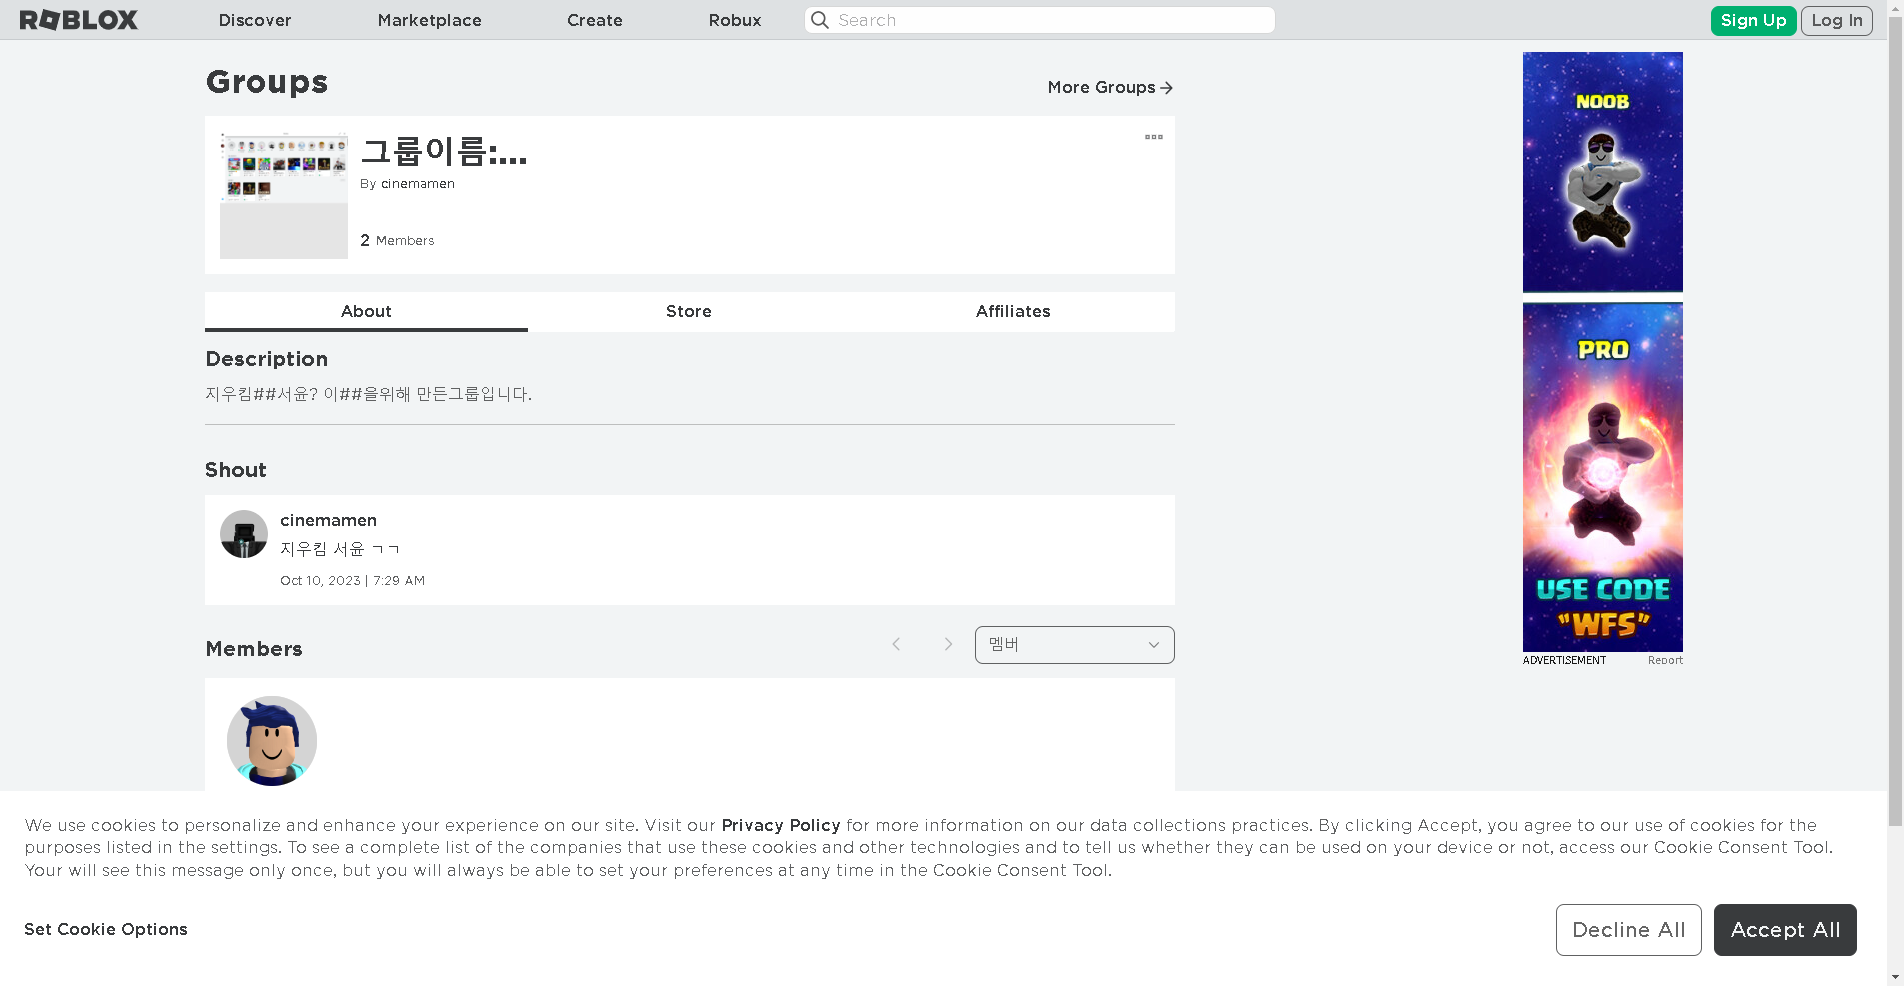 ROBLOX
Discover
Marketplace
Create
Robux
Search
Sign Up
Log In
Groups
More Groups
그룹이름:...
By cinemamen
2 Members
About
Store
Affiliates
Description
지우킴##서윤? 이##을위해 만든그룹입니다.
Shout
cinemamen
지우킴 서윤 ㄱㄱ
Oct 10, 2023 | 7:29 AM
Members
멤버
NOOB
PRO
USE CODE
"WFS"
ADVERTISEMENT
Report
We use cookies to personalize and enhance your experience on our site. Visit our Privacy Policy for more information on our data collections practices. By clicking Accept, you agree to our use of cookies for the
purposes listed in the settings. To see a complete list of the companies that use these cookies and other technologies and to tell us whether they can be used on your device or not, access our Cookie Consent Tool.
Your will see this message only once, but you will always be able to set your preferences at any time in the Cookie Consent Tool.
Set Cookie Options
Decline All
Accept All